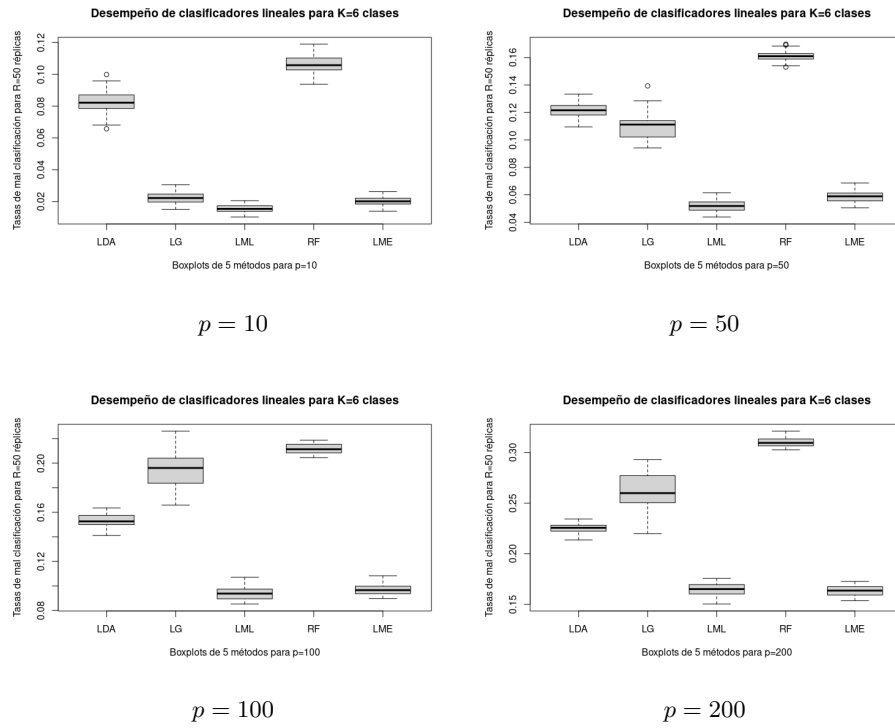 Desempeño de clasificadores lineales para K=6 clases
Tasas de mal clasificación para R=50 réplicas
0.12
0.10
0.08
0.06
0.04
0.02
LDA LG LML RF LME
Boxplots de 5 métodos para p=10
p = 10
Desempeño de clasificadores lineales para K=6 clases
Tasas de mal clasificación para R=50 réplicas
0.16
0.14
0.12
0.10
0.08
0.06
0.04
LDA LG LML RF LME
Boxplots de 5 métodos para p=50
p = 50
Desempeño de clasificadores lineales para K=6 clases
Tasas de mal clasificación para R=50 réplicas
0.20
0.16
0.12
0.08
LDA LG LML RF LME
Boxplots de 5 métodos para p=100
p = 100
Desempeño de clasificadores lineales para K=6 clases
Tasas de mal clasificación para R=50 réplicas
0.30
0.25
0.20
0.15
LDA LG LML RF LME
Boxplots de 5 métodos para p=200
p = 200